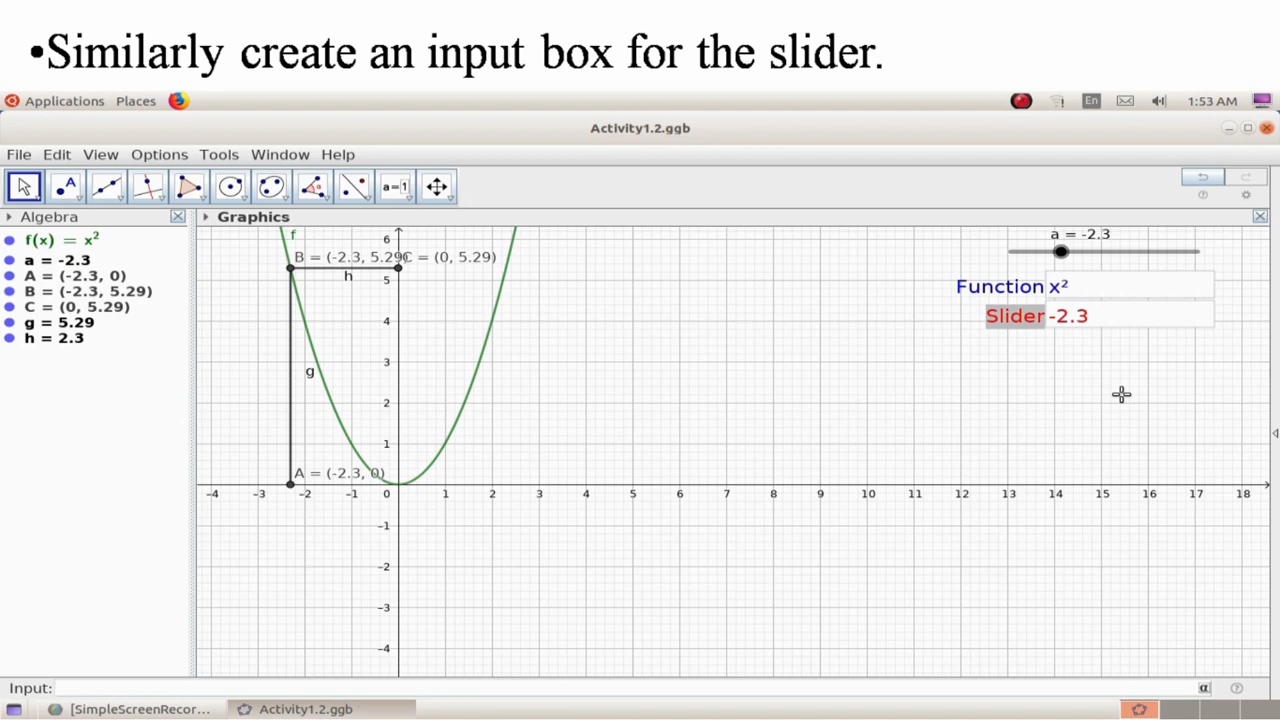 •Similarly create an input box for the slider.
Applications Places En 1:53 AM
Activity1.2.ggb
File Edit View Options Tools Window Help
A a=1
Algebra Graphics
f(x) = x²
a = -2.3
A = (-2.3, 0)
B = (-2.3, 5.29)
C = (0, 5.29)
g = 5.29
h = 2.3
a = -2.3
Function x²
Slider -2.3
f
B = (-2.3, 5.29) C = (0, 5.29)
h
g
A = (-2.3, 0)
6
5
4
3
2
1
-4 -3 -2 -1 0 1 2 3 4 5 6 7 8 9 10 11 12 13 14 15 16 17 18
-1
-2
-3
-4
Input: α
[SimpleScreenRecor... Activity1.2.ggb